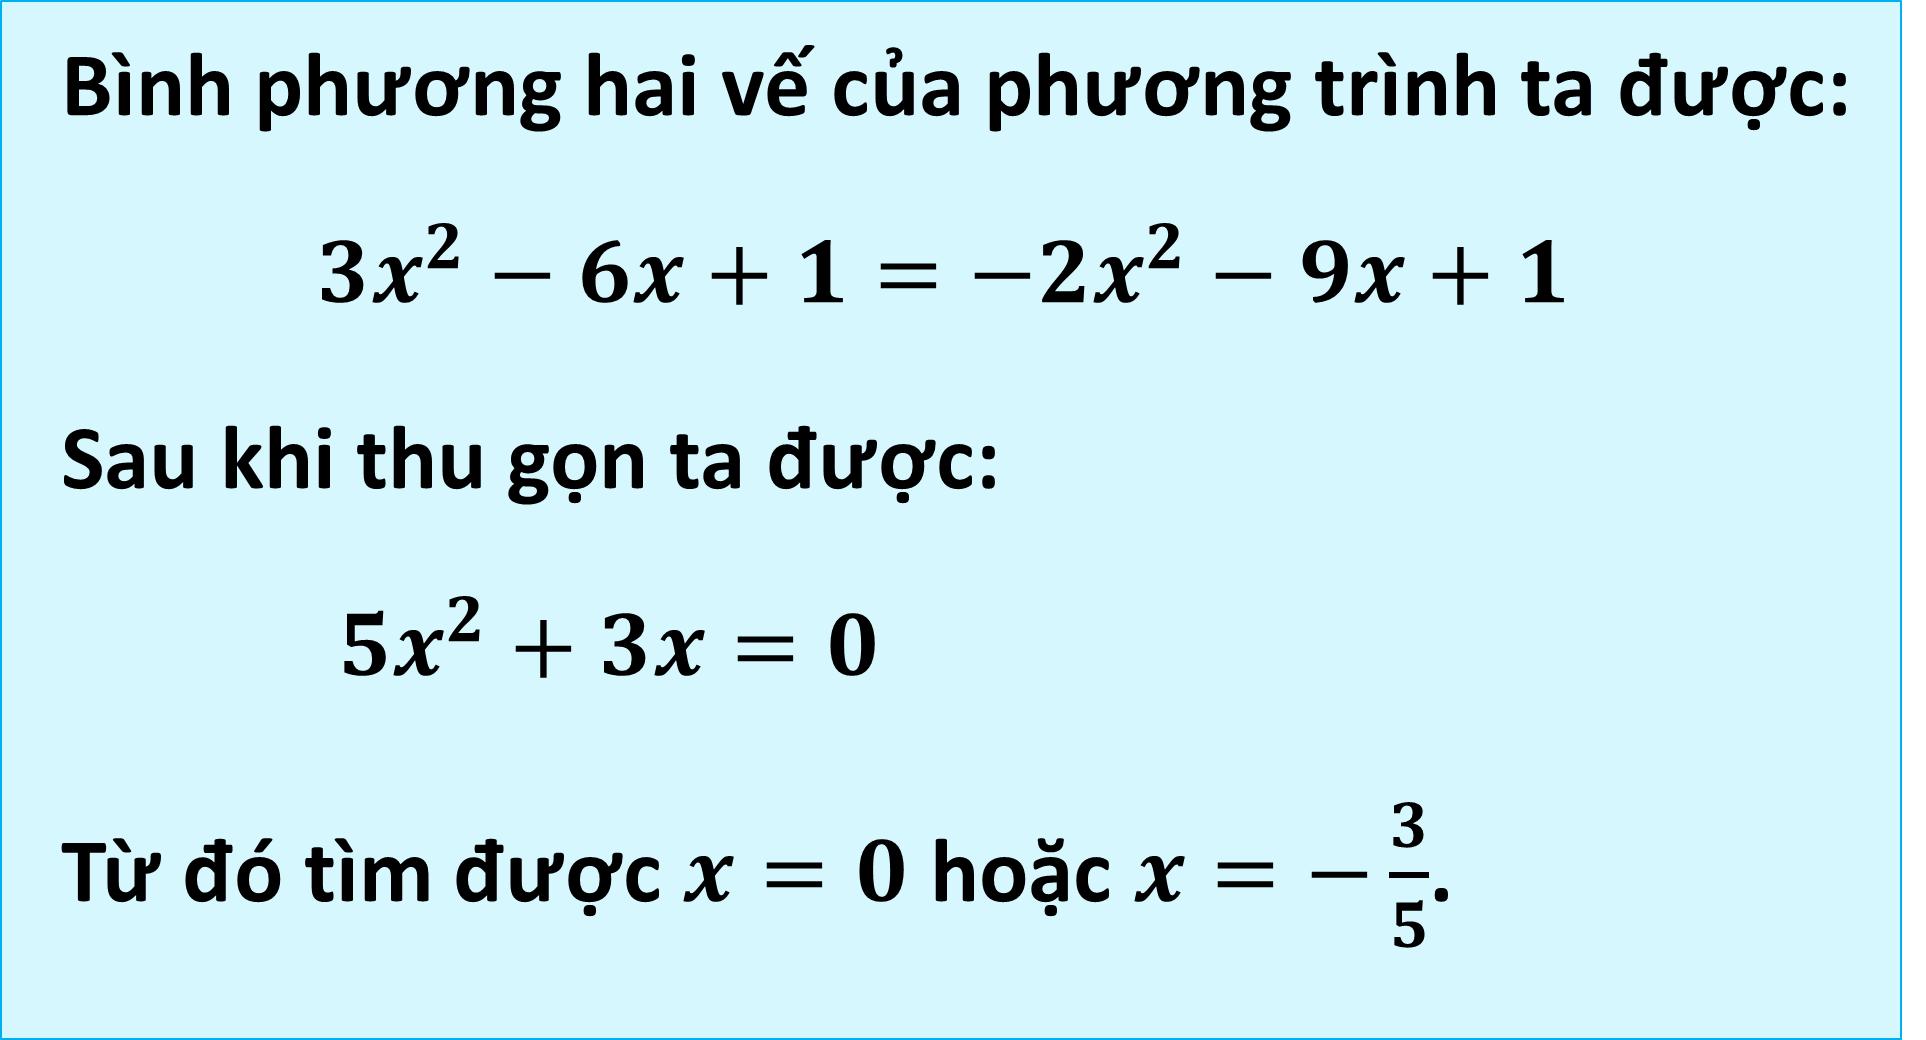 Bình phương hai vế của phương trình ta được:
3x² − 6x + 1 = −2x² − 9x + 1
Sau khi thu gọn ta được:
5x² + 3x = 0
Từ đó tìm được x = 0 hoặc x = −3/5.